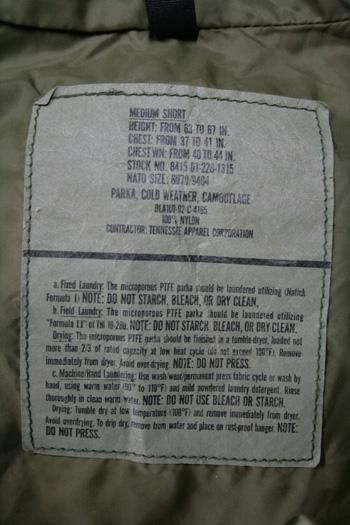 MEDIUM SHORT
HEIGHT: FROM 63 TO 67 IN.
CHEST: FROM 37 TO 41 IN.
CHESTWN: FROM 40 TO 44 IN.
STOCK NO. 8415 01-228-1315
NATO SIZE: 6070/9404
PARKA, COLD WEATHER, CAMOUFLAGE
DLA100-92-C-4165
100% NYLON
CONTRACTOR: TENNESSEE APPAREL CORPORATION
a. Fixed Laundry: The microporous PTFE parka should be laundered utilizing (Natick
Formula 1) NOTE: DO NOT STARCH, BLEACH, OR DRY CLEAN.
b. Field Laundry: The microporous PTFE parka should be laundered utilizing
"Formula 11" of FM 10-280. NOTE: DO NOT STARCH, BLEACH, OR DRY CLEAN.
Drying: The microporous PTFE parka should be finished in a tumble-dryer, loaded not
more than 2/3 of rated capacity at low heat cycle (do not exceed 100°F). Remove
immediately from dryer. Avoid over-drying. NOTE: DO NOT PRESS.
c. Machine/Hand Laundering: Use wash wear/permanent press fabric cycle or wash by
hand, using warm water (90° to 110°F) and mild powdered laundry detergent. Rinse
thoroughly in clean warm water. NOTE: DO NOT USE BLEACH OR STARCH.
Drying: Tumble dry at low temperature (100°F) and remove immediately from dryer.
Avoid overdrying. To drip dry, remove from water and place on rust-proof hanger. NOTE:
DO NOT PRESS.